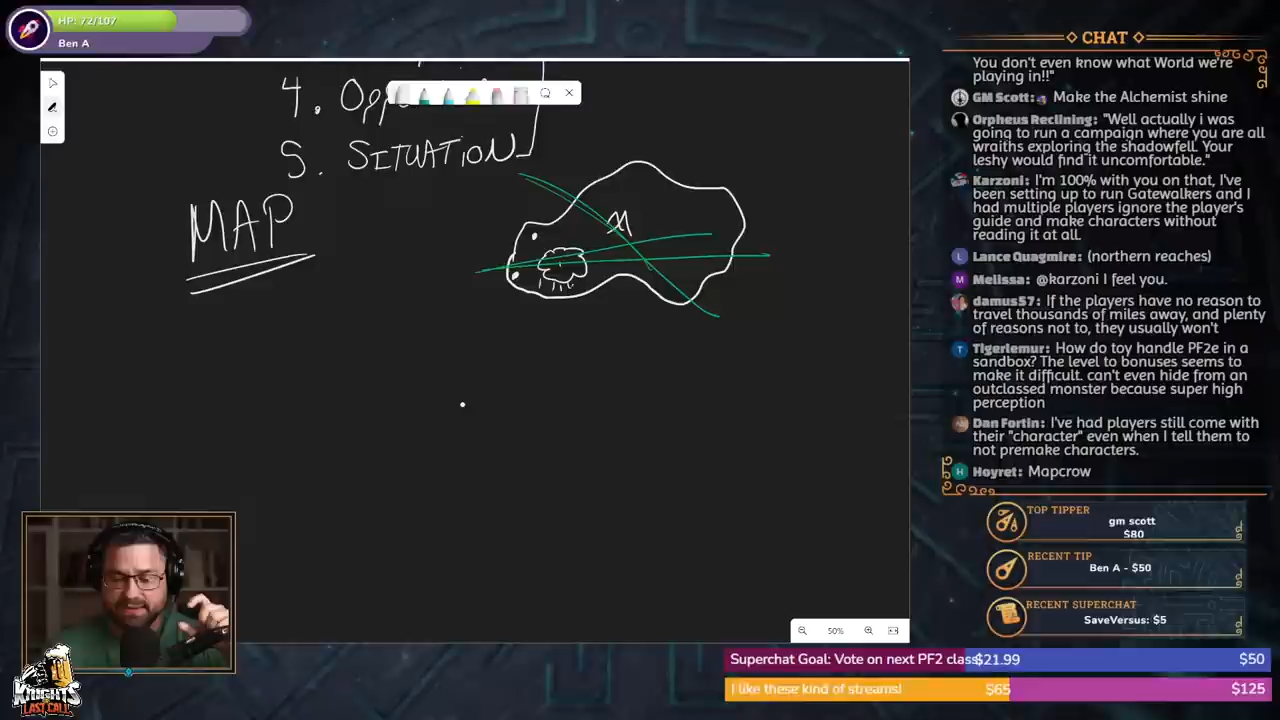 HP: 72/107
Ben A
4. Opp
5. SITUATION
MAP
x
50%
CHAT
You don't even know what World we're
playing in!!"
GM Scott: Make the Alchemist shine
Orpheus Reclining: "Well actually i was
going to run a campaign where you are all
wraiths exploring the shadowfell. Your
leshy would find it uncomfortable."
Karzoni: I'm 100% with you on that, I've
been setting up to run Gatewalkers and I
had multiple players ignore the player's
guide and make characters without
reading it at all.
Lance Quagmire: (northern reaches)
Melissa: @karzoni I feel you.
damus57: If the players have no reason to
travel thousands of miles away, and plenty
of reasons not to, they usually won't
Tigerlemur: How do toy handle PF2e in a
sandbox? The level to bonuses seems to
make it difficult. can't even hide from an
outclassed monster because super high
perception
Dan Fortin: I've had players still come with
their "character" even when I tell them to
not premake characters.
Hoyret: Mapcrow
TOP TIPPER
gm scott
$80
RECENT TIP
Ben A - $50
RECENT SUPERCHAT
SaveVersus: $5
Superchat Goal: Vote on next PF2 class $21.99 $50
I like these kind of streams! $65 $125
KNIGHTS
LAST CALL